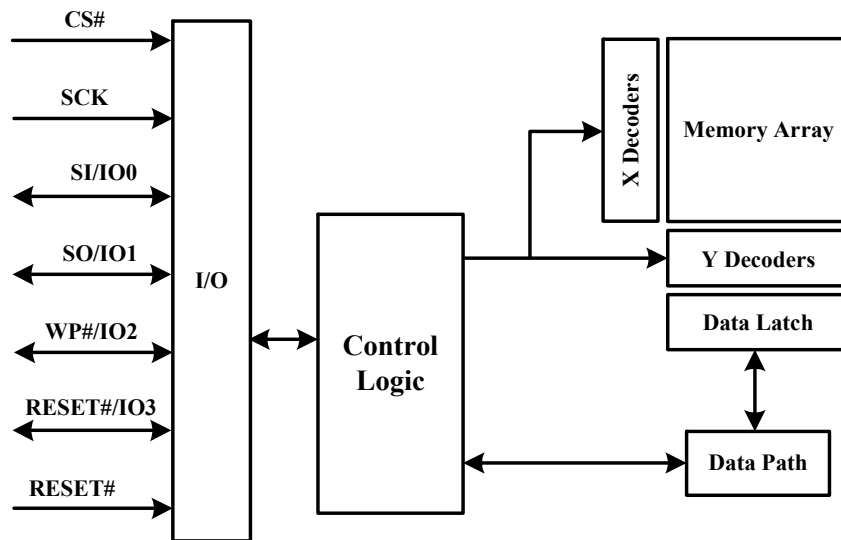 CS#
SCK
SI/IO0
SO/IO1
WP#/IO2
RESET#/IO3
RESET#
I/O
Control
Logic
X Decoders
Memory Array
Y Decoders
Data Latch
Data Path